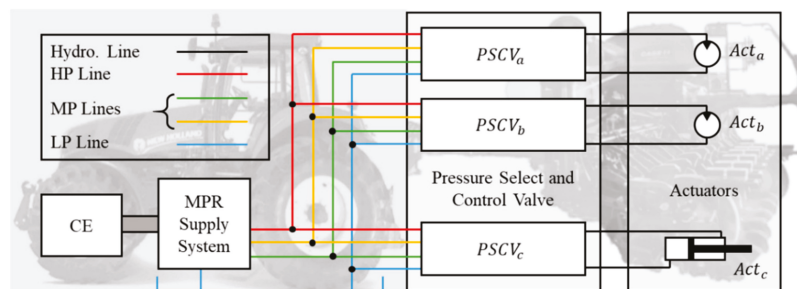 Hydro. Line
HP Line
MP Lines
LP Line
CE
MPR
Supply
System
PSCVa
PSCVb
Pressure Select and
Control Valve
PSCVc
Acta
Actb
Actuators
Actc